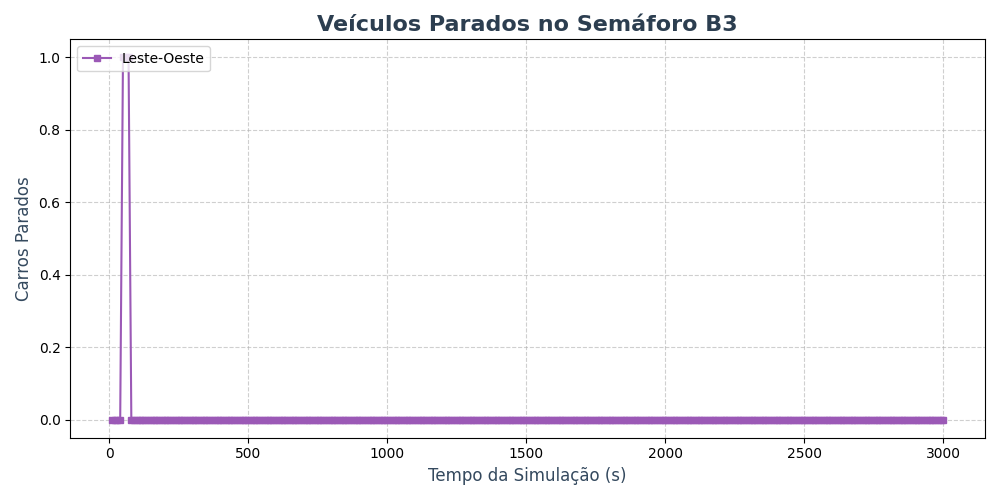 Veículos Parados no Semáforo B3
Leste-Oeste
Carros Parados
1.0
0.8
0.6
0.4
0.2
0.0
0 500 1000 1500 2000 2500 3000
Tempo da Simulação (s)